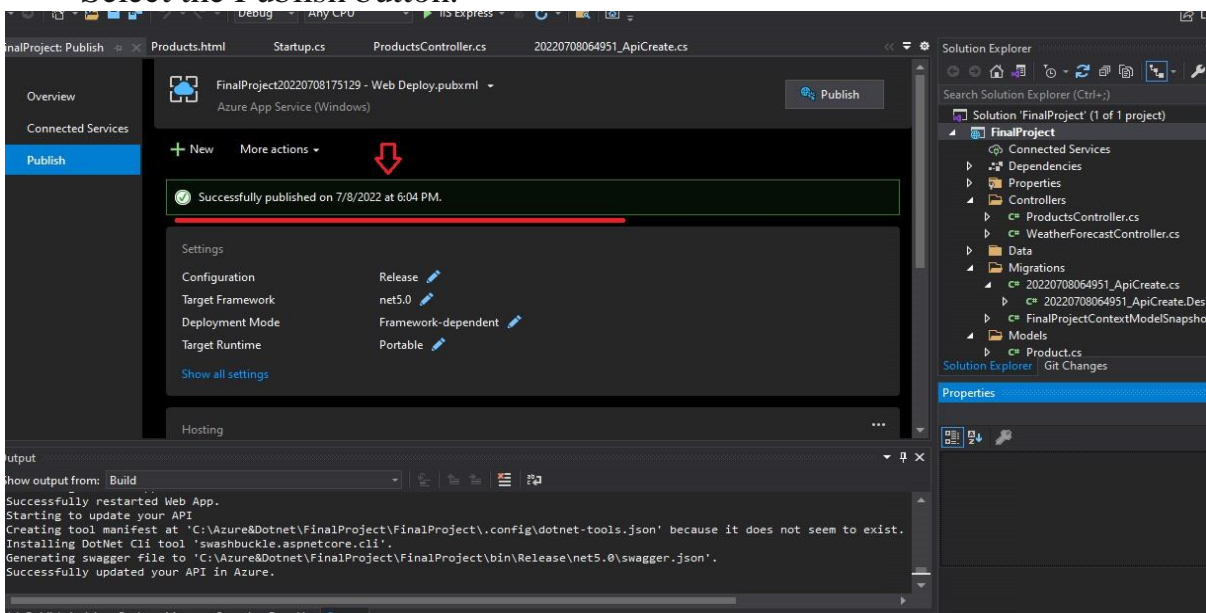 Select the Publish button.
Debug
Any CPU
IIS Express
inalProject: Publish
Products.html
Startup.cs
ProductsController.cs
20220708064951_ApiCreate.cs
Overview
Connected Services
Publish
FinalProject20220708175129 - Web Deploy.pubxml
Azure App Service (Windows)
Publish
New
More actions
Successfully published on 7/8/2022 at 6:04 PM.
Settings
Configuration Release
Target Framework net5.0
Deployment Mode Framework-dependent
Target Runtime Portable
Show all settings
Hosting
Solution Explorer
Search Solution Explorer (Ctrl+;)
Solution 'FinalProject' (1 of 1 project)
FinalProject
Connected Services
Dependencies
Properties
Controllers
C# ProductsController.cs
C# WeatherForecastController.cs
Data
Migrations
C# 20220708064951_ApiCreate.cs
C# 20220708064951_ApiCreate.Des
C# FinalProjectContextModelSnapsho
Models
C# Product.cs
Solution Explorer Git Changes
Properties
utput
how output from: Build
Successfully restarted Web App.
Starting to update your API
Creating tool manifest at 'C:\Azure&Dotnet\FinalProject\FinalProject\.config\dotnet-tools.json' because it does not seem to exist.
Installing DotNet Cli tool 'swashbuckle.aspnetcore.cli'.
Generating swagger file to 'C:\Azure&Dotnet\FinalProject\FinalProject\bin\Release\net5.0\swagger.json'.
Successfully updated your API in Azure.